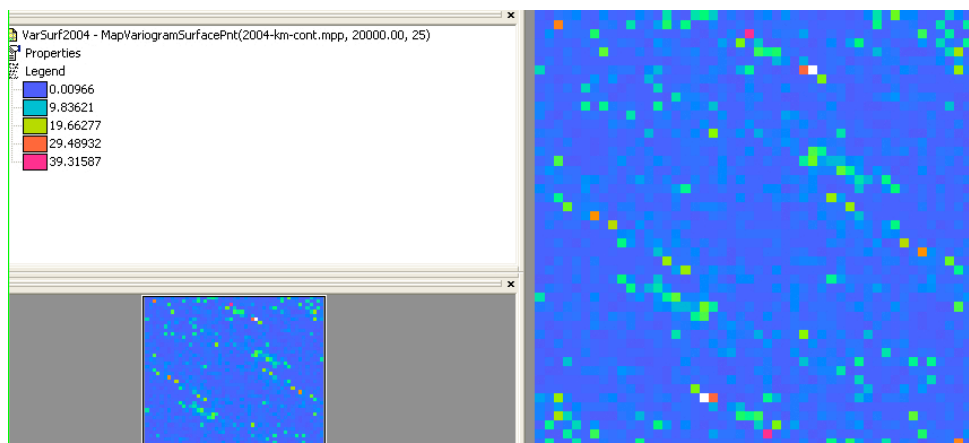 VarSurf2004 - MapVariogramSurfacePnt(2004-km-cont.mpp, 20000.00, 25)
Properties
Legend
0.00966
9.83621
19.66277
29.48932
39.31587